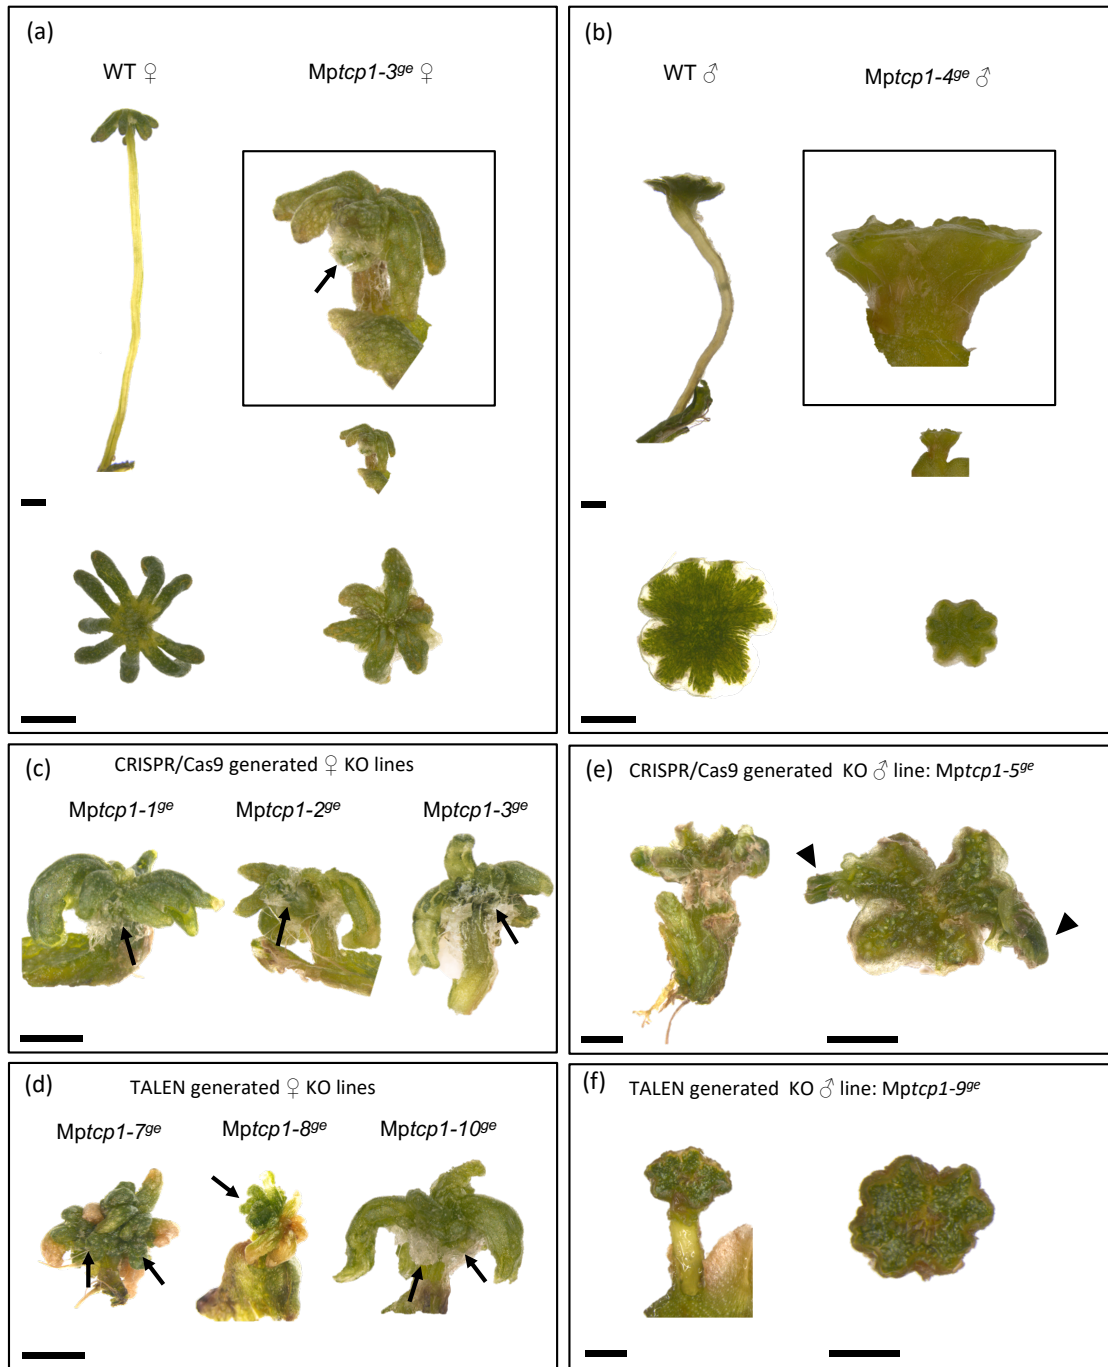 (a)
WT ♀
Mptcp1-3ge ♀
(b)
WT ♂
Mptcp1-4ge ♂
(c)
CRISPR/Cas9 generated ♀ KO lines
Mptcp1-1ge
Mptcp1-2ge
Mptcp1-3ge
(e)
CRISPR/Cas9 generated KO ♂ line: Mptcp1-5ge
(d)
TALEN generated ♀ KO lines
Mptcp1-7ge
Mptcp1-8ge
Mptcp1-10ge
(f)
TALEN generated KO ♂ line: Mptcp1-9ge